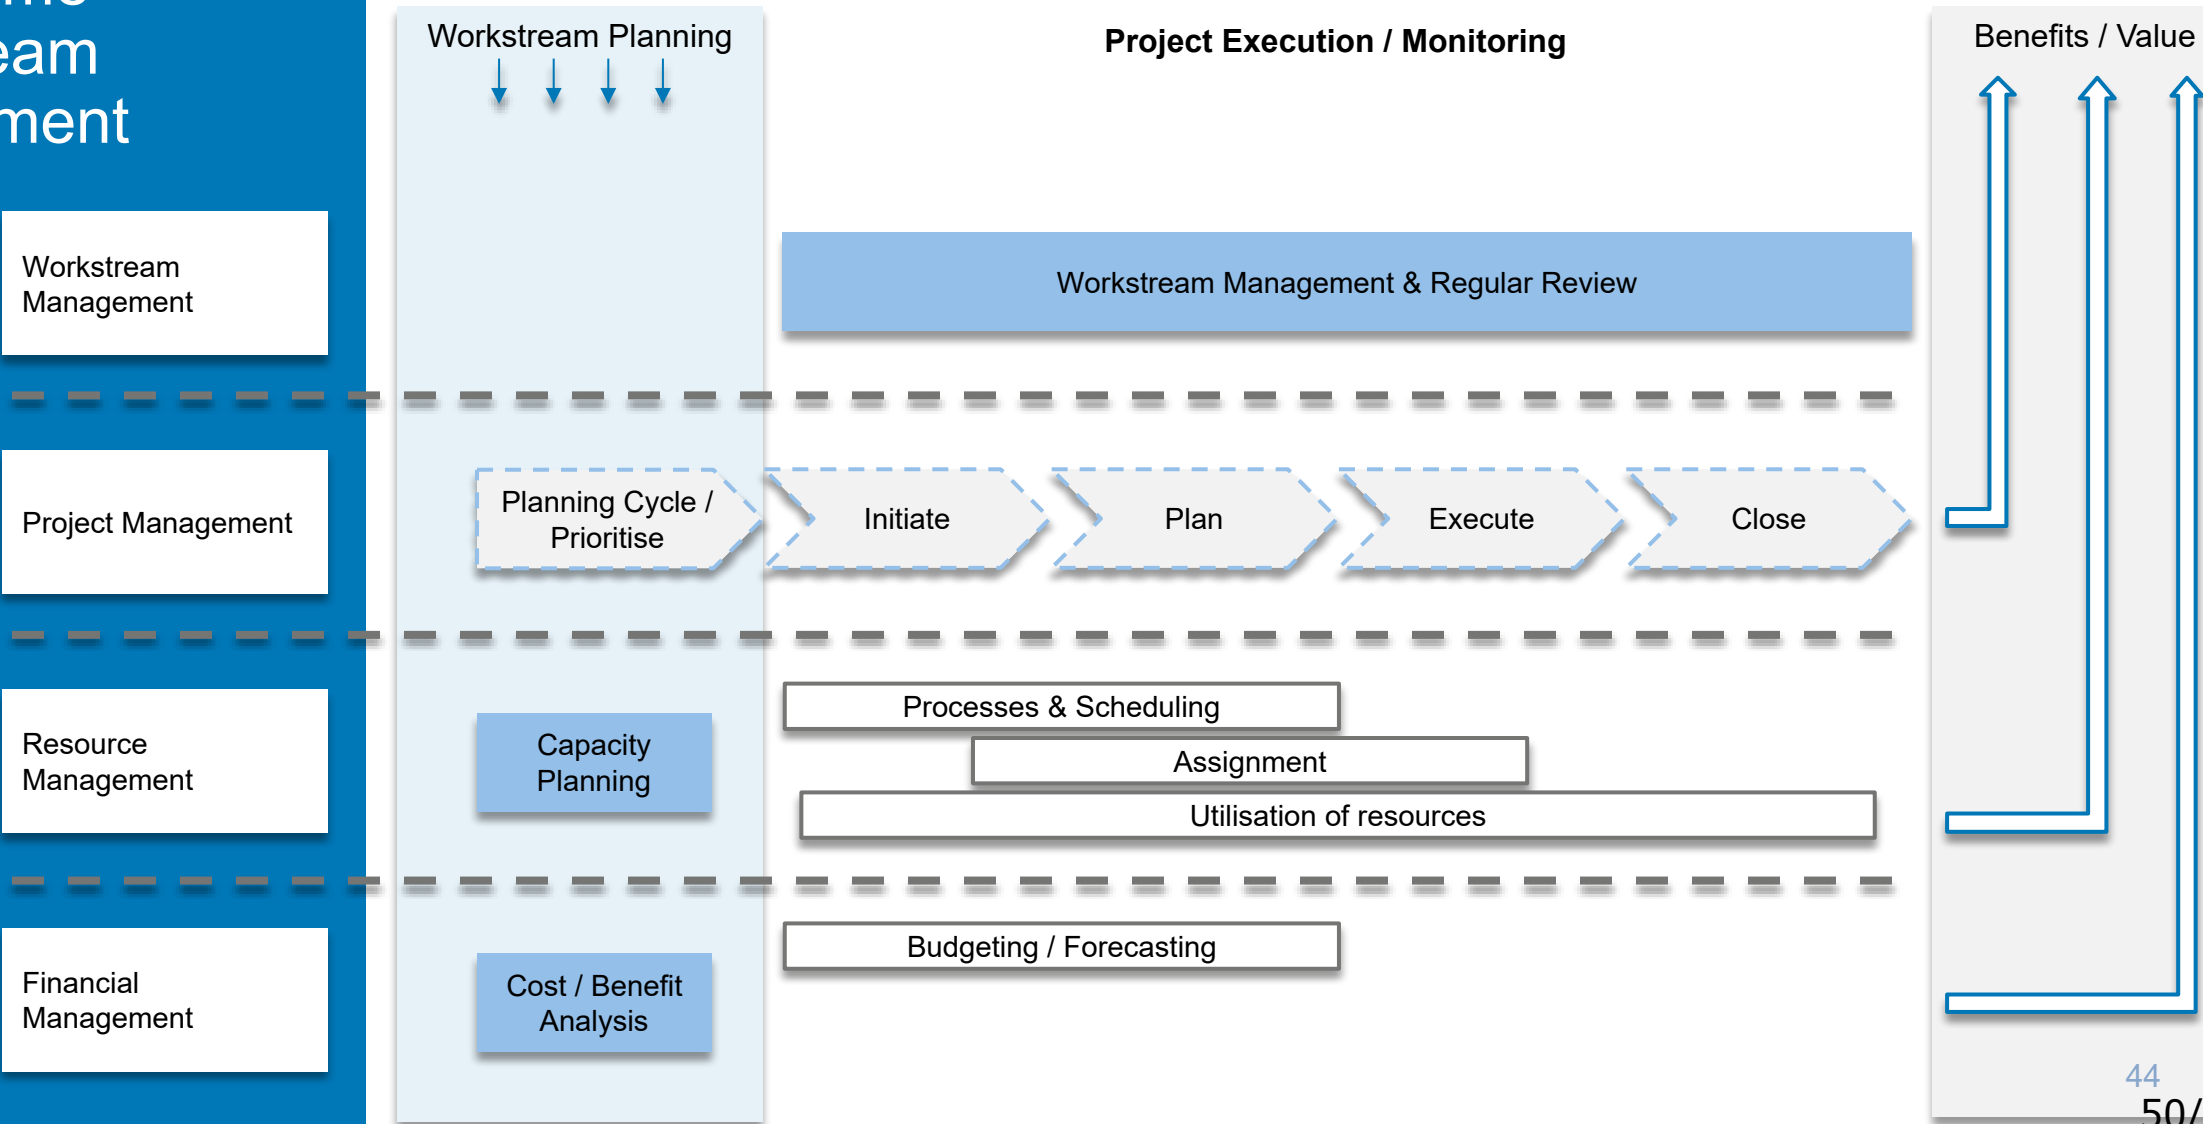 eam
ment
Workstream Planning
Project Execution / Monitoring
Benefits / Value
Workstream
Management
Workstream Management & Regular Review
Project Management
Planning Cycle /
Prioritise
Initiate
Plan
Execute
Close
Resource
Management
Capacity
Planning
Processes & Scheduling
Assignment
Utilisation of resources
Financial
Management
Cost / Benefit
Analysis
Budgeting / Forecasting
44
50/